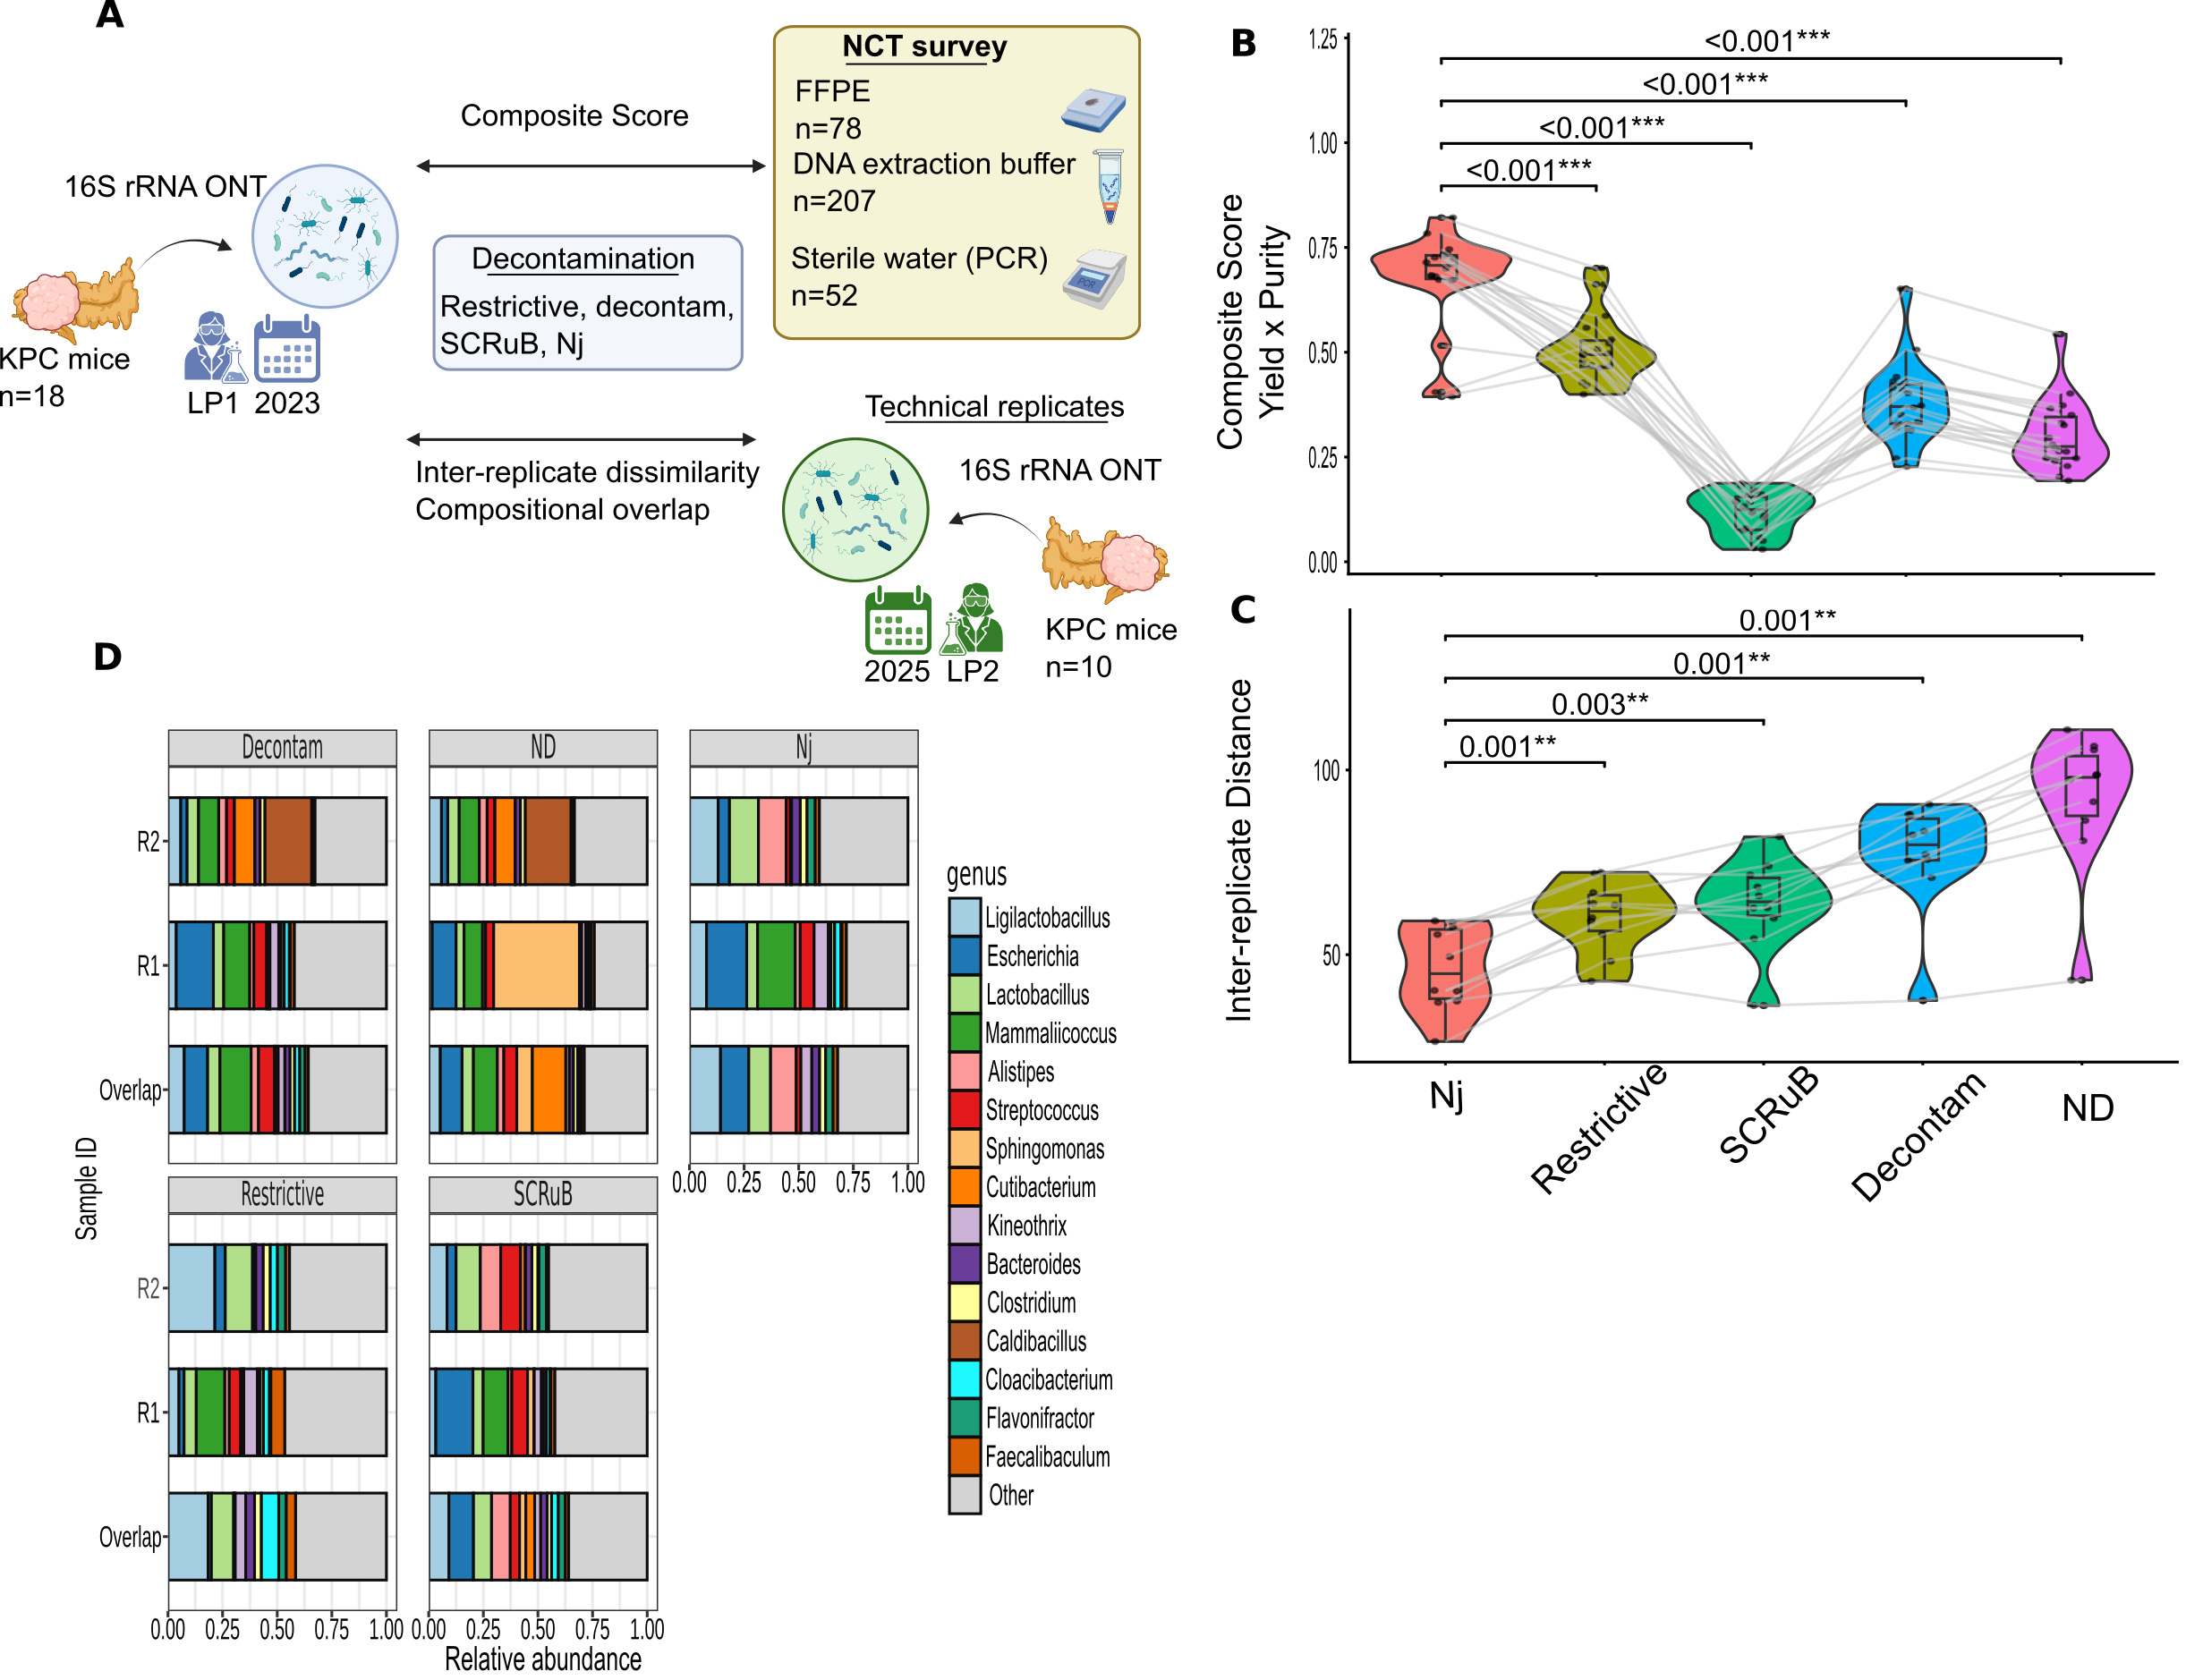 A
16S rRNA ONT
KPC mice
n=18
LP1 2023
Composite Score
Decontamination
Restrictive, decontam,
SCRuB, Nj
NCT survey
FFPE
n=78
DNA extraction buffer
n=207
Sterile water (PCR)
n=52
PCR
Inter-replicate dissimilarity
Compositional overlap
Technical replicates
16S rRNA ONT
KPC mice
n=10
2025 LP2
B
Composite Score
Yield x Purity
1.25
1.00
0.75
0.50
0.25
0.00
<0.001***
<0.001***
<0.001***
<0.001***
C
Inter-replicate Distance
100
50
0.001**
0.001**
0.003**
0.001**
Nj
Restrictive
SCRuB
Decontam
ND
D
Sample ID
Decontam
ND
Nj
R2
R1
Overlap
0.00 0.25 0.50 0.75 1.00
Restrictive
SCRuB
R2
R1
Overlap
0.00 0.25 0.50 0.75 1.00
0.00 0.25 0.50 0.75 1.00
Relative abundance
genus
Ligilactobacillus
Escherichia
Lactobacillus
Mammaliicoccus
Alistipes
Streptococcus
Sphingomonas
Cutibacterium
Kineothrix
Bacteroides
Clostridium
Caldibacillus
Cloacibacterium
Flavonifractor
Faecalibaculum
Other